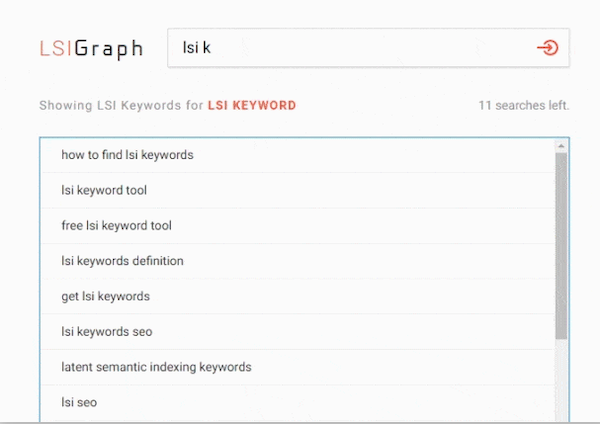 LSIGraph
lsi k
Showing LSI Keywords for LSI KEYWORD
11 searches left.
how to find lsi keywords
lsi keyword tool
free lsi keyword tool
lsi keywords definition
get lsi keywords
lsi keywords seo
latent semantic indexing keywords
lsi seo